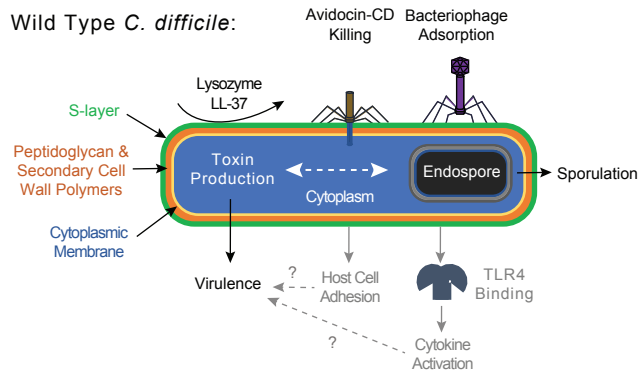 Wild Type C. difficile:
Avidocin-CD
Killing
Bacteriophage
Adsorption
Lysozyme
LL-37
S-layer
Peptidoglycan &
Secondary Cell
Wall Polymers
Cytoplasmic
Membrane
Toxin
Production
Cytoplasm
Endospore
Sporulation
Virulence
?
Host Cell
Adhesion
TLR4
Binding
?
Cytokine
Activation